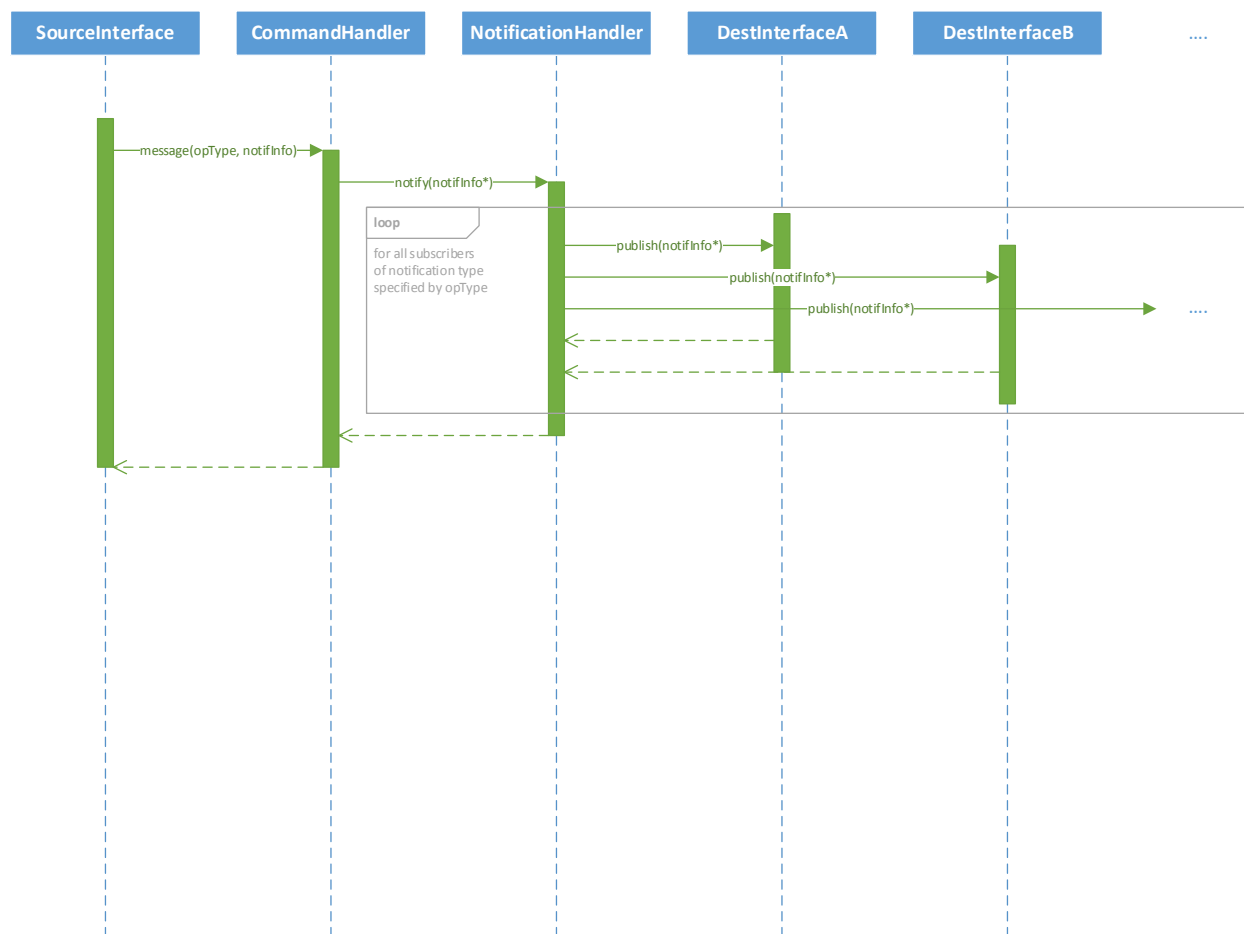 SourceInterface
CommandHandler
NotificationHandler
DestInterfaceA
DestInterfaceB
....
message(opType, notifInfo)
notify(notifInfo*)
loop
for all subscribers
of notification type
specified by opType
publish(notifInfo*)
publish(notifInfo*)
publish(notifInfo*)
....